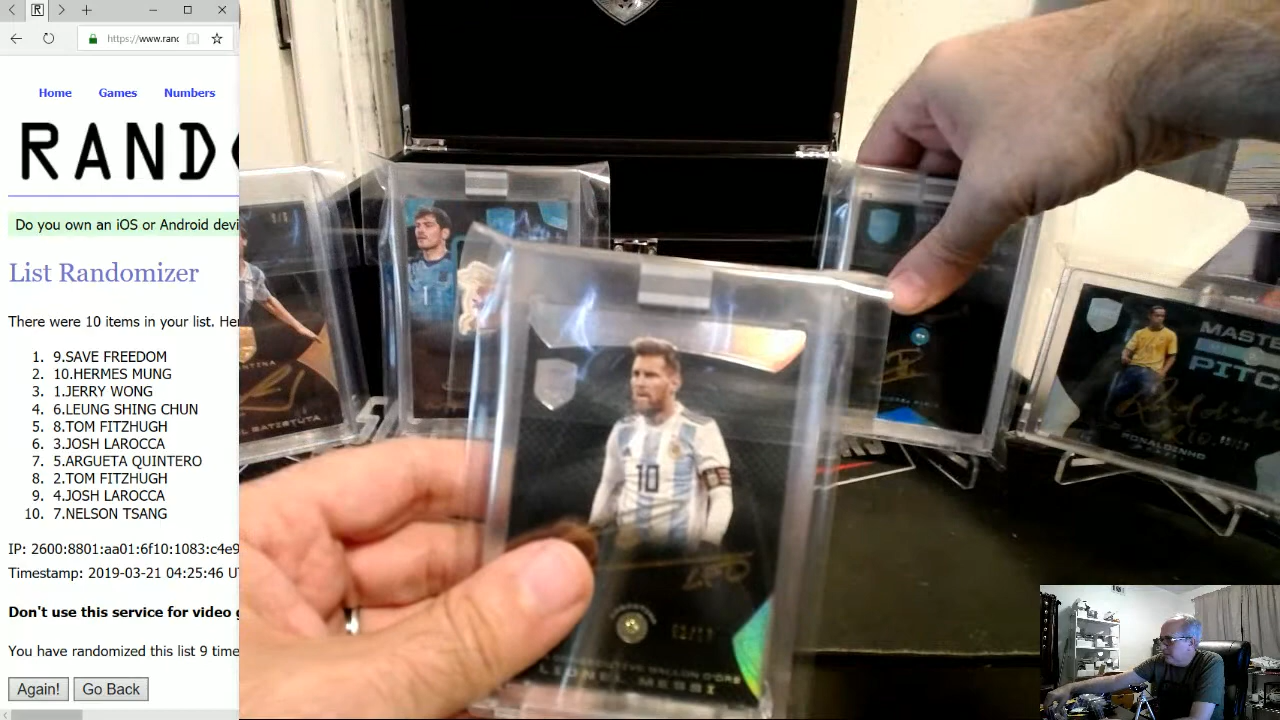 https://www.rand
Home Games Numbers
RANDO
Do you own an iOS or Android devi
List Randomizer
There were 10 items in your list. Her
1. 9.SAVE FREEDOM
2. 10.HERMES MUNG
3. 1.JERRY WONG
4. 6.LEUNG SHING CHUN
5. 8.TOM FITZHUGH
6. 3.JOSH LAROCCA
7. 5.ARGUETA QUINTERO
8. 2.TOM FITZHUGH
9. 4.JOSH LAROCCA
10. 7.NELSON TSANG
IP: 2600:8801:aa01:6f10:1083:c4e9
Timestamp: 2019-03-21 04:25:46 U
Don't use this service for video g
You have randomized this list 9 time
Again! Go Back
BATISTUTA
1
10
LIONEL MESSI
MASTE
PITC
RONALDINHO